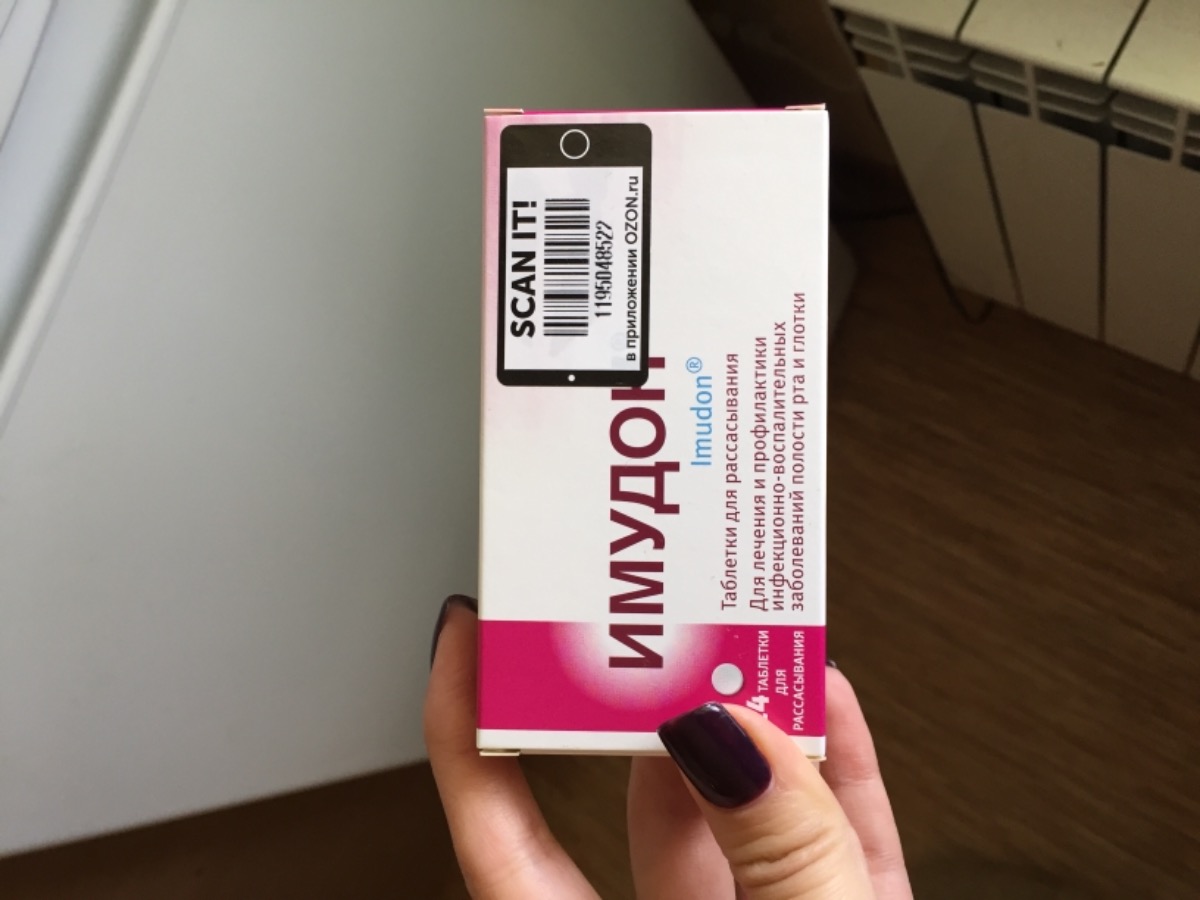 SCAN IT!
1195048522
в приложении OZON.ru
ИМУДОН
Imudon®
Таблетки для рассасывания
Для лечения и профилактики
инфекционно-воспалительных
заболеваний полости рта и глотки
4 ТАБЛЕТКИ
ДЛЯ
РАССАСЫВАНИЯ